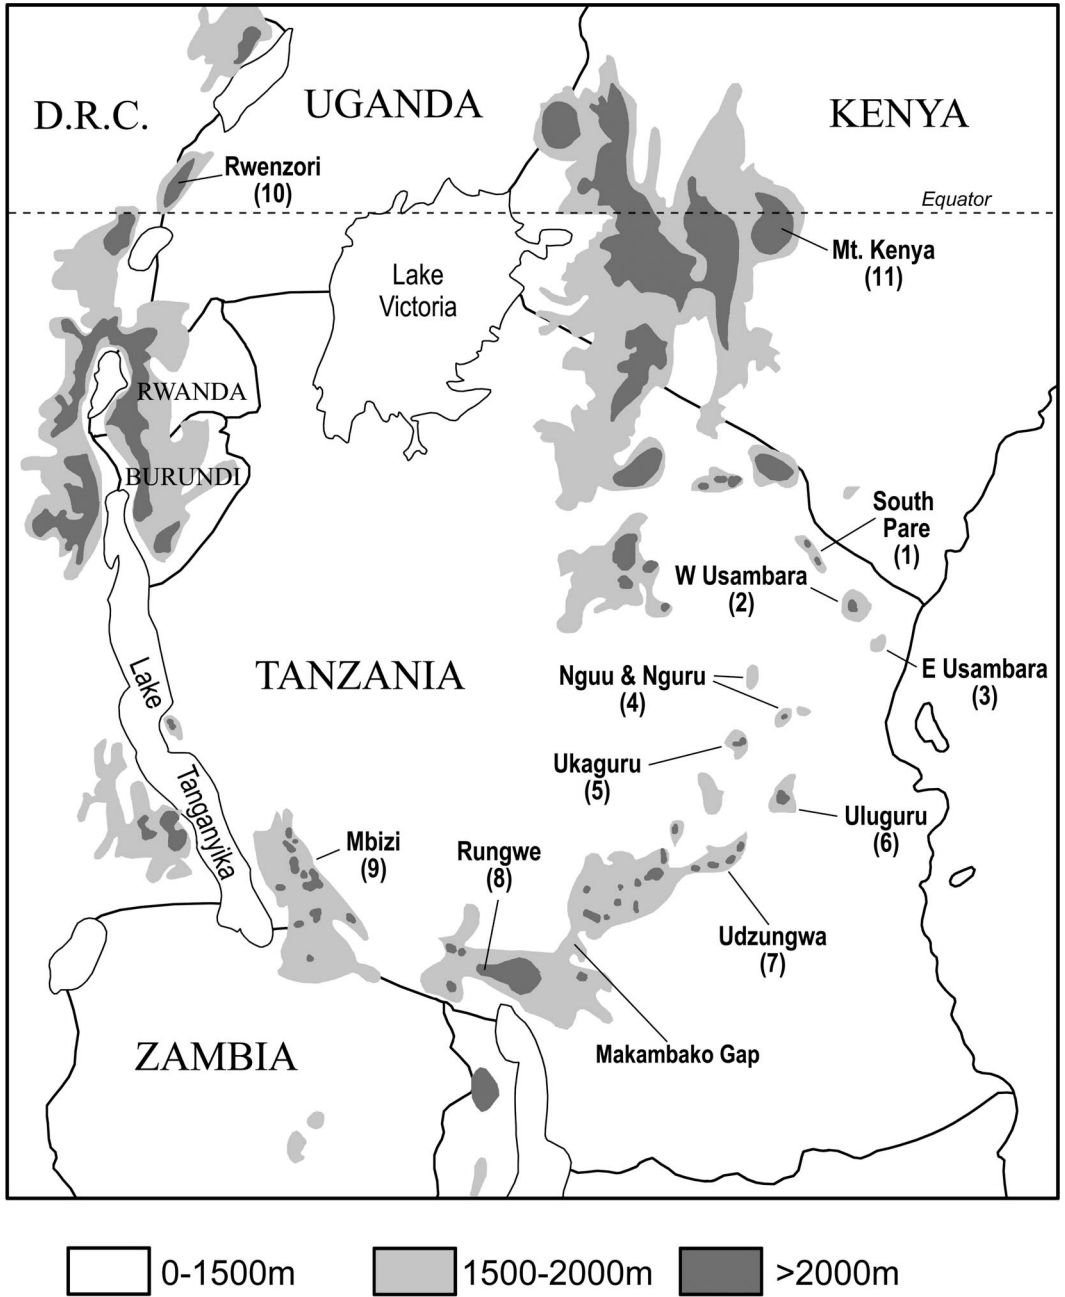 D.R.C.
UGANDA
KENYA
Rwenzori
(10)
Equator
Lake
Victoria
Mt. Kenya
(11)
RWANDA
BURUNDI
South
Pare
(1)
W Usambara
(2)
TANZANIA
Lake
Tanganyika
Nguu & Nguru
(4)
E Usambara
(3)
Ukaguru
(5)
Uluguru
(6)
Mbizi
(9)
Rungwe
(8)
Udzungwa
(7)
Makambako Gap
ZAMBIA
0-1500m
1500-2000m
>2000m